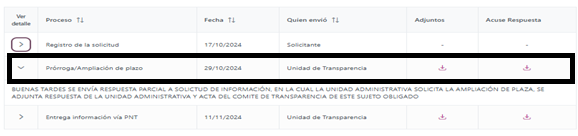 Ver detalle Proceso ↑↓ Fecha ↑↓ Quien envió ↑↓ Adjuntos Acuse Respuesta
Registro de la solicitud 17/10/2024 Solicitante - -
Prórroga/Ampliación de plazo 29/10/2024 Unidad de Transparencia
BUENAS TARDES SE ENVÍA RESPUESTA PARCIAL A SOLICTUD DE INFORMACIÓN, EN LA CUAL LA UNIDAD ADMINISTRATIVA SOLICITA LA AMPLIACIÓN DE PLAZO, SE
ADJUNTA RESPUESTA DE LA UNIDAD ADMINISTRATIVA Y ACTA DEL COMITE DE TRANSPARENCIA DE ESTE SUJETO OBLIGADO
Entrega información vía PNT 11/11/2024 Unidad de Transparencia